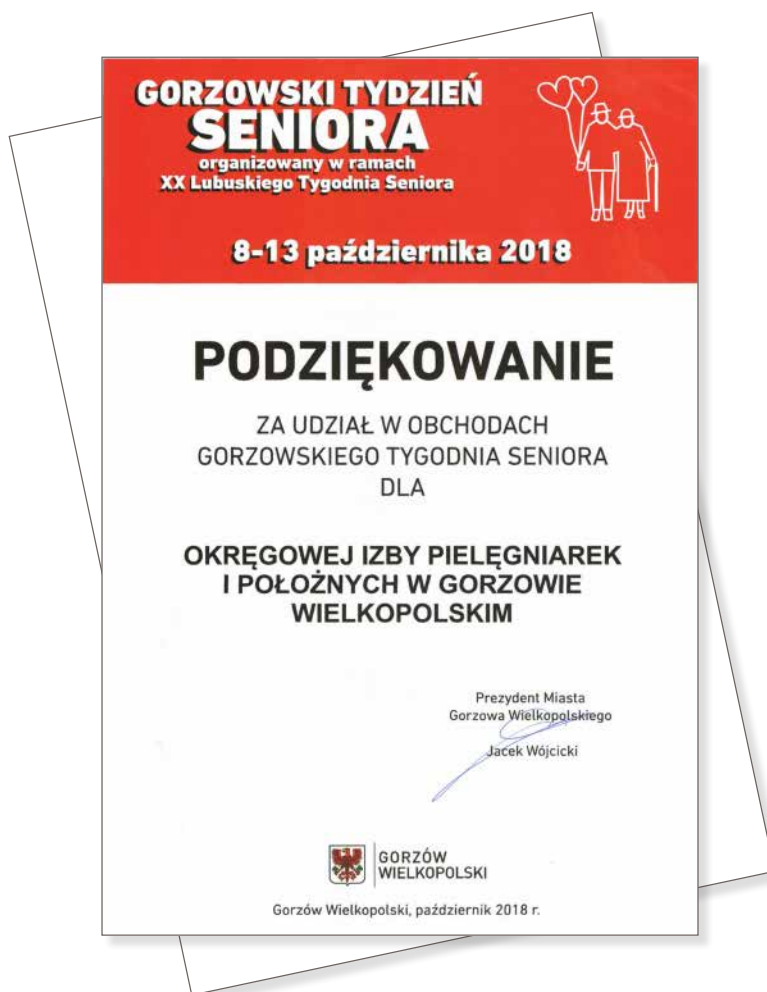 GORZOWSKI TYDZIEŃ
SENIORA
organizowany w ramach
XX Lubuskiego Tygodnia Seniora
8-13 października 2018
PODZIĘKOWANIE
ZA UDZIAŁ W OBCHODACH
GORZOWSKIEGO TYGODNIA SENIORA
DLA
OKRĘGOWEJ IZBY PIELĘGNIAREK
I POŁOŻNYCH W GORZOWIE
WIELKOPOLSKIM
Prezydent Miasta
Gorzowa Wielkopolskiego
Jacek Wójcicki
GORZÓW
WIELKOPOLSKI
Gorzów Wielkopolski, październik 2018 r.